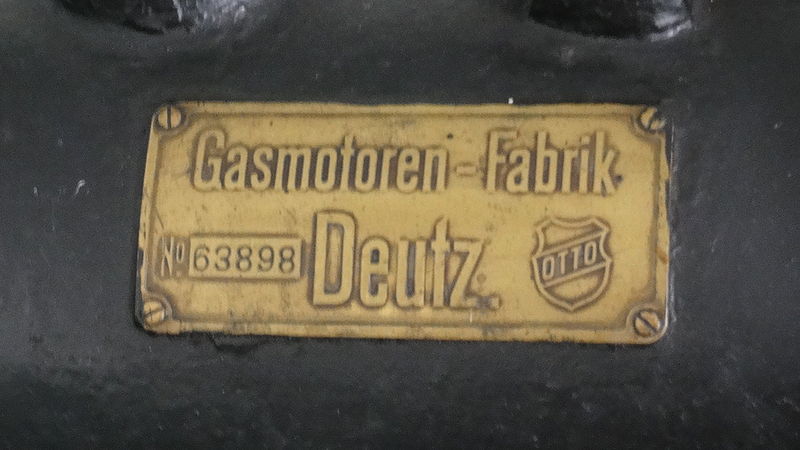 Gasmotoren-Fabrik
No 63898 Deutz.
OTTO